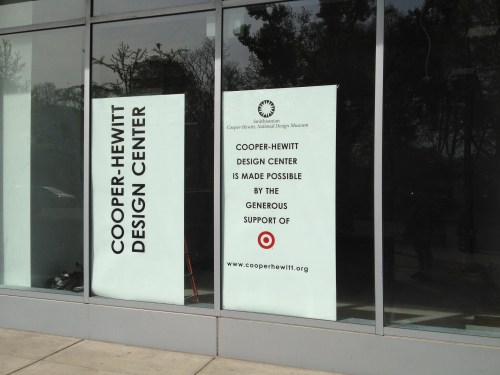 COOPER-HEWITT
DESIGN CENTER
Smithsonian
Cooper-Hewitt, National Design Museum
COOPER-HEWITT
DESIGN CENTER
IS MADE POSSIBLE
BY THE
GENEROUS
SUPPORT OF
www.cooperhewitt.org